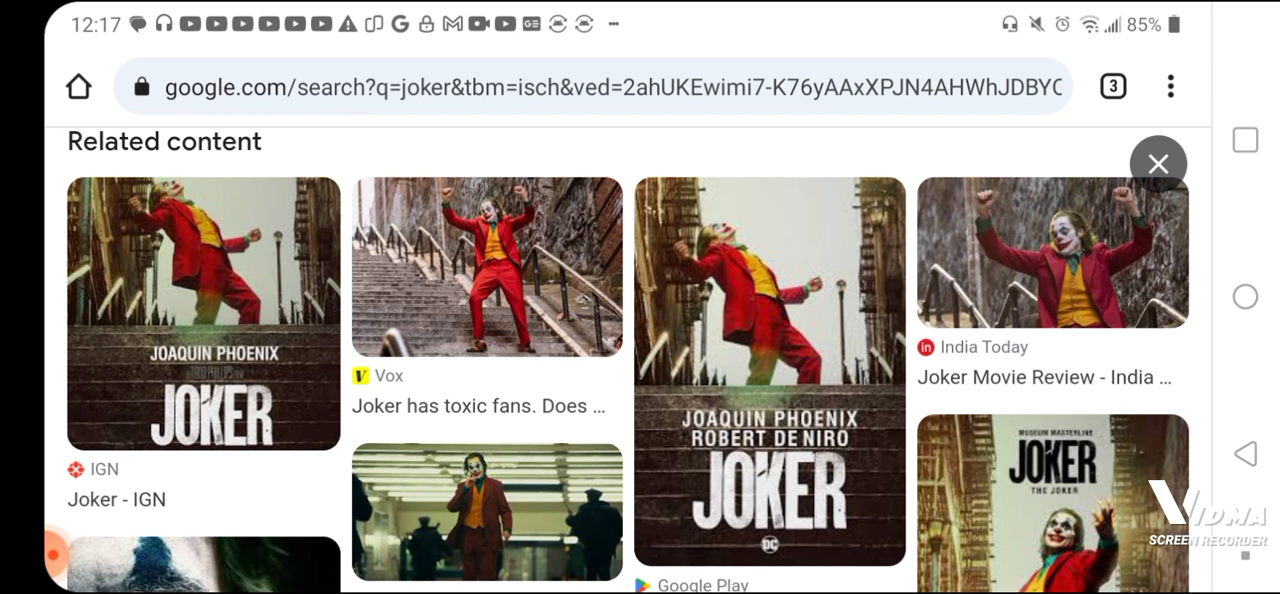 12:17
85%
google.com/search?q=joker&tbm=isch&ved=2ahUKEwimi7-K76yAAxXPJN4AHWhJDBYC
3
Related content
JOAQUIN PHOENIX
JOKER
IGN
Joker - IGN
Vox
Joker has toxic fans. Does ...
JOAQUIN PHOENIX
ROBERT DE NIRO
JOKER
DC
Google Play
India Today
Joker Movie Review - India ...
MUSEUM MASTERLINE
JOKER
THE JOKER
VIDMA
SCREEN RECORDER